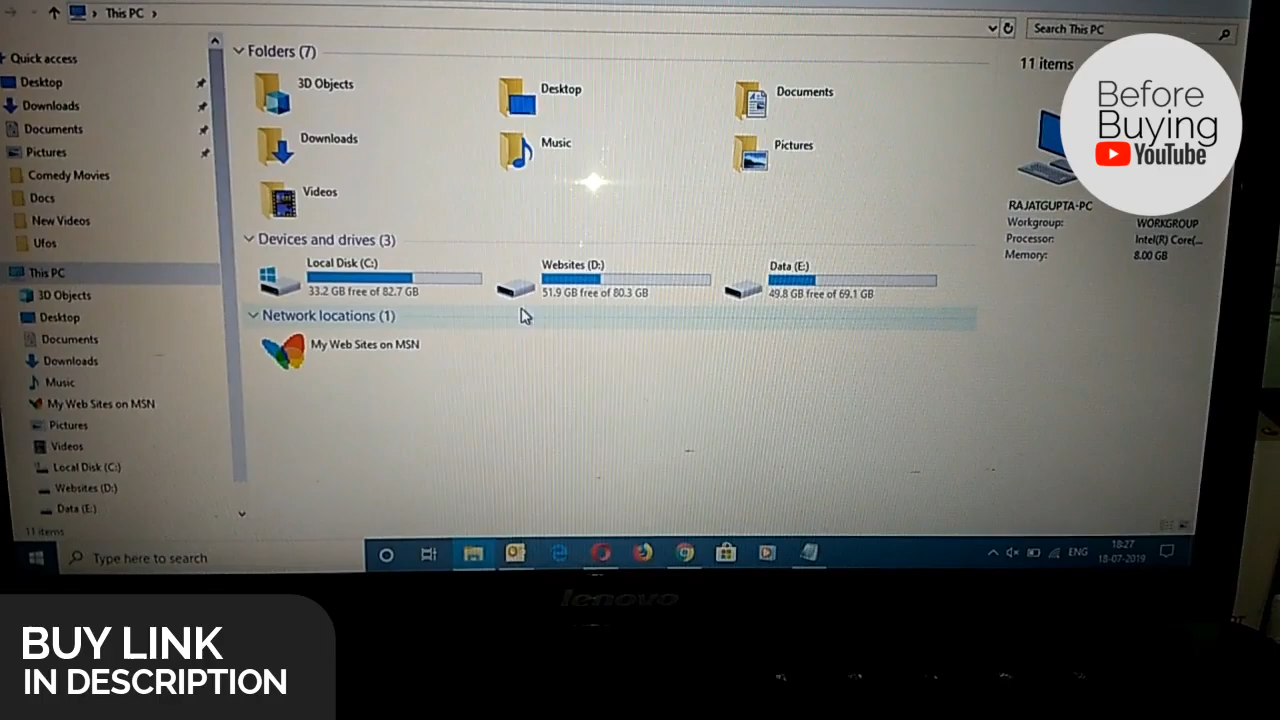 This PC
Search This PC
Quick access
Desktop
Downloads
Documents
Pictures
Comedy Movies
Docs
New Videos
Ufos
This PC
3D Objects
Desktop
Documents
Downloads
Music
My Web Sites on MSN
Pictures
Videos
Local Disk (C:)
Websites (D:)
Data (E:)
11 items
Folders (7)
3D Objects
Desktop
Documents
Downloads
Music
Pictures
Videos
Devices and drives (3)
Local Disk (C:)
33.2 GB free of 82.7 GB
Websites (D:)
51.9 GB free of 80.3 GB
Data (E:)
49.8 GB free of 69.1 GB
Network locations (1)
My Web Sites on MSN
11 items
RAJATGUPTA-PC
Workgroup: WORKGROUP
Processor: Intel(R) Core(...
Memory: 8.00 GB
Before
Buying
YouTube
Type here to search
ENG
18:27
18-07-2019
lenovo
BUY LINK
IN DESCRIPTION